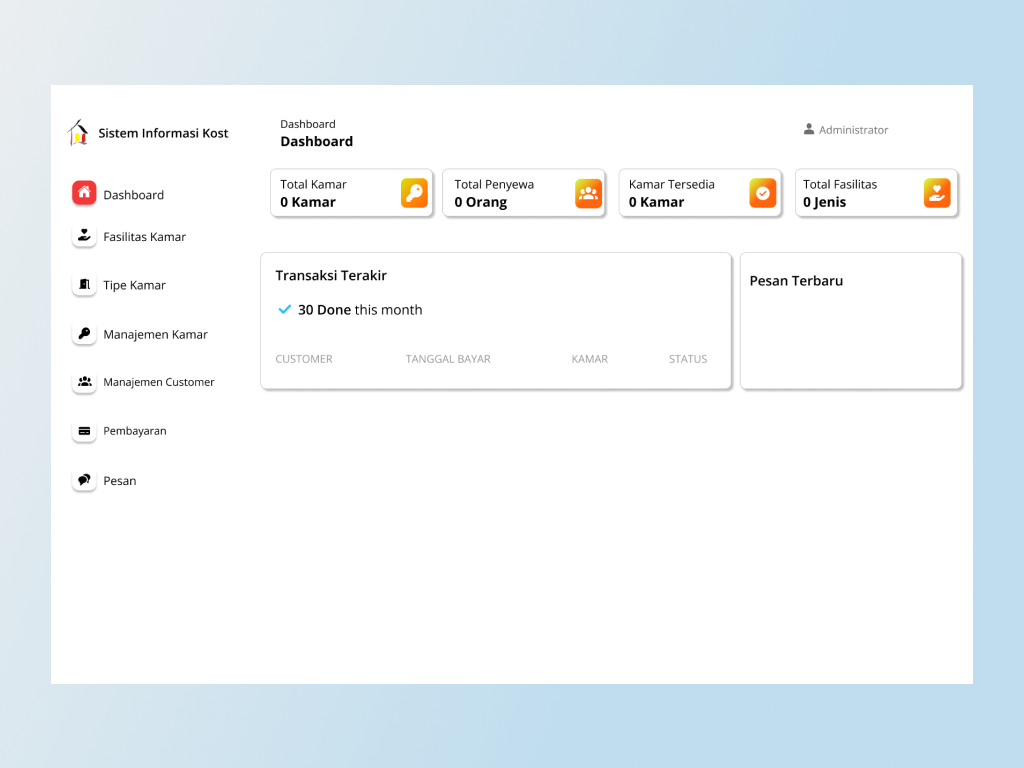 Sistem Informasi Kost
Dashboard
Dashboard
Administrator
Dashboard
Fasilitas Kamar
Tipe Kamar
Manajemen Kamar
Manajemen Customer
Pembayaran
Pesan
Total Kamar
0 Kamar
Total Penyewa
0 Orang
Kamar Tersedia
0 Kamar
Total Fasilitas
0 Jenis
Transaksi Terakir
30 Done this month
CUSTOMER TANGGAL BAYAR KAMAR STATUS
Pesan Terbaru